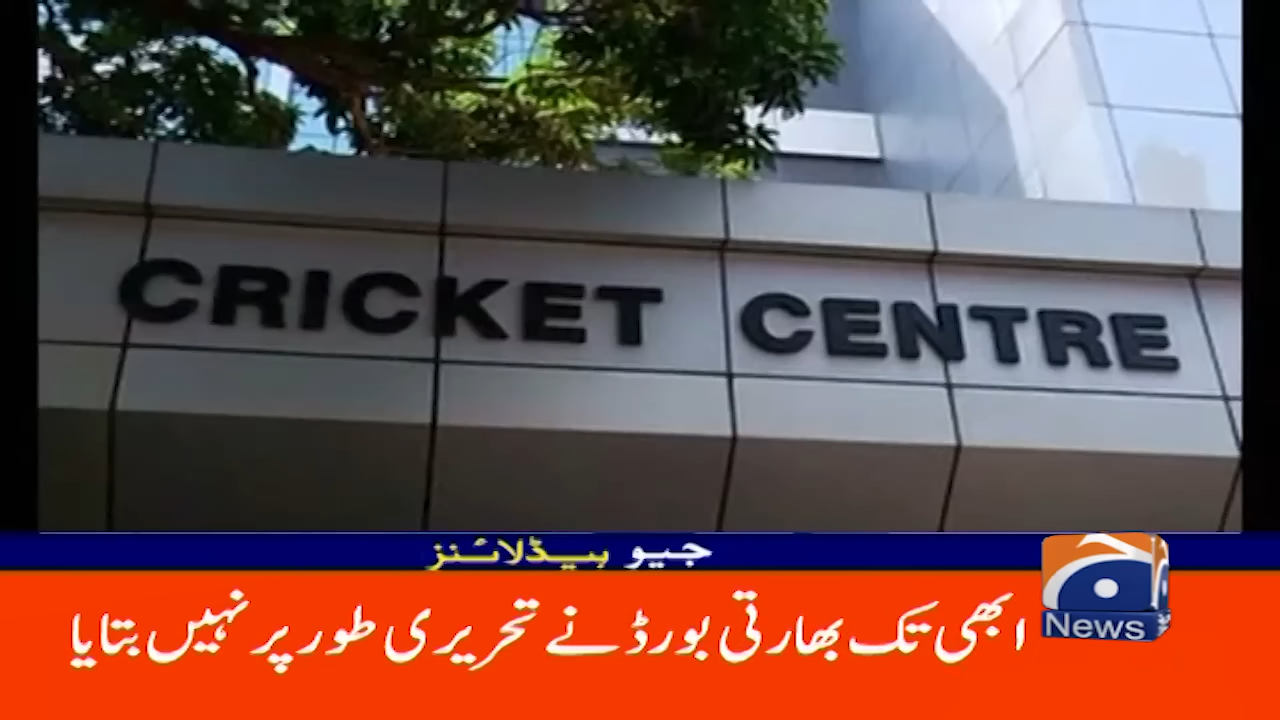 CRICKET CENTRE
جیو ہیڈلائنز
ابھی تک بھارتی بورڈ نے تحریری طور پر نہیں بتایا
News